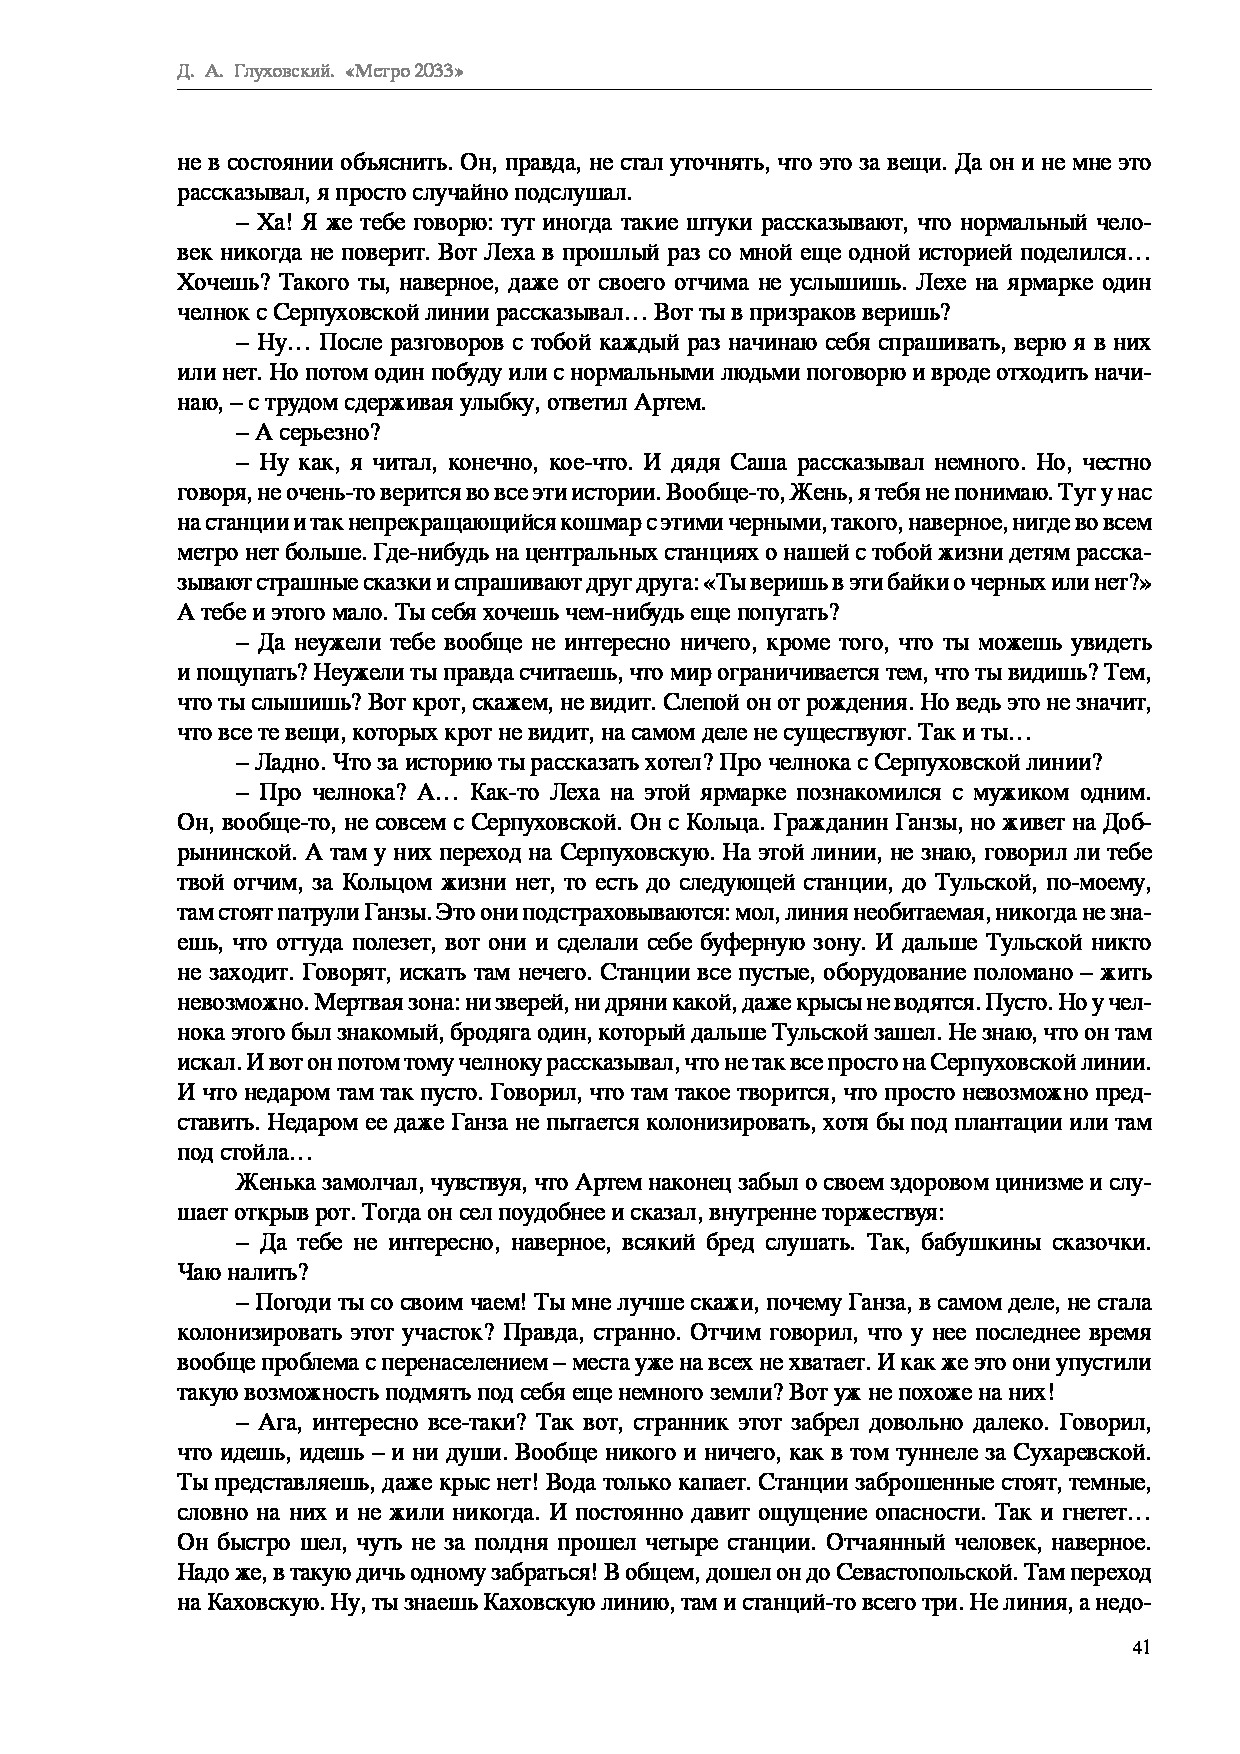 Д. А. Глуховский. «Метро 2033»
не в состоянии объяснить. Он, правда, не стал уточнять, что это за вещи. Да он и не мне это
рассказывал, я просто случайно подслушал.
– Ха! Я же тебе говорю: тут иногда такие штуки рассказывают, что нормальный чело-
век никогда не поверит. Вот Леха в прошлый раз со мной еще одной историей поделился…
Хочешь? Такого ты, наверное, даже от своего отчима не услышишь. Лехе на ярмарке один
челнок с Серпуховской линии рассказывал… Вот ты в призраков веришь?
– Ну… После разговоров с тобой каждый раз начинаю себя спрашивать, верю я в них
или нет. Но потом один побуду или с нормальными людьми поговорю и вроде отходить начи-
наю, – с трудом сдерживая улыбку, ответил Артем.
– А серьезно?
– Ну как, я читал, конечно, кое-что. И дядя Саша рассказывал немного. Но, честно
говоря, не очень-то верится во все эти истории. Вообще-то, Жень, я тебя не понимаю. Тут у нас
на станции и так непрекращающийся кошмар с этими черными, такого, наверное, нигде во всем
метро нет больше. Где-нибудь на центральных станциях о нашей с тобой жизни детям расска-
зывают страшные сказки и спрашивают друг друга: «Ты веришь в эти байки о черных или нет?»
А тебе и этого мало. Ты себя хочешь чем-нибудь еще попугать?
– Да неужели тебе вообще не интересно ничего, кроме того, что ты можешь увидеть
и пощупать? Неужели ты правда считаешь, что мир ограничивается тем, что ты видишь? Тем,
что ты слышишь? Вот крот, скажем, не видит. Слепой он от рождения. Но ведь это не значит,
что все те вещи, которых крот не видит, на самом деле не существуют. Так и ты…
– Ладно. Что за историю ты рассказать хотел? Про челнока с Серпуховской линии?
– Про челнока? А… Как-то Леха на этой ярмарке познакомился с мужиком одним.
Он, вообще-то, не совсем с Серпуховской. Он с Кольца. Гражданин Ганзы, но живет на Доб-
рынинской. А там у них переход на Серпуховскую. На этой линии, не знаю, говорил ли тебе
твой отчим, за Кольцом жизни нет, то есть до следующей станции, до Тульской, по-моему,
там стоят патрули Ганзы. Это они подстраховываются: мол, линия необитаемая, никогда не зна-
ешь, что оттуда полезет, вот они и сделали себе буферную зону. И дальше Тульской никто
не заходит. Говорят, искать там нечего. Станции все пустые, оборудование поломано – жить
невозможно. Мертвая зона: ни зверей, ни дряни какой, даже крысы не водятся. Пусто. Но у чел-
нока этого был знакомый, бродяга один, который дальше Тульской зашел. Не знаю, что он там
искал. И вот он потом тому челноку рассказывал, что не так все просто на Серпуховской линии.
И что недаром там так пусто. Говорил, что там такое творится, что просто невозможно пред-
ставить. Недаром ее даже Ганза не пытается колонизировать, хотя бы под плантации или там
под стойла…
Женька замолчал, чувствуя, что Артем наконец забыл о своем здоровом цинизме и слу-
шает открыв рот. Тогда он сел поудобнее и сказал, внутренне торжествуя:
– Да тебе не интересно, наверное, всякий бред слушать. Так, бабушкины сказочки.
Чаю налить?
– Погоди ты со своим чаем! Ты мне лучше скажи, почему Ганза, в самом деле, не стала
колонизировать этот участок? Правда, странно. Отчим говорил, что у нее последнее время
вообще проблема с перенаселением – места уже на всех не хватает. И как же это они упустили
такую возможность подмять под себя еще немного земли? Вот уж не похоже на них!
– Ага, интересно все-таки? Так вот, странник этот забрел довольно далеко. Говорил,
что идешь, идешь – и ни души. Вообще никого и ничего, как в том туннеле за Сухаревской.
Ты представляешь, даже крыс нет! Вода только капает. Станции заброшенные стоят, темные,
словно на них и не жили никогда. И постоянно давит ощущение опасности. Так и гнетет…
Он быстро шел, чуть не за полдня прошел четыре станции. Отчаянный человек, наверное.
Надо же, в такую дичь одному забраться! В общем, дошел он до Севастопольской. Там переход
на Каховскую. Ну, ты знаешь Каховскую линию, там и станций-то всего три. Не линия, а недо-
41